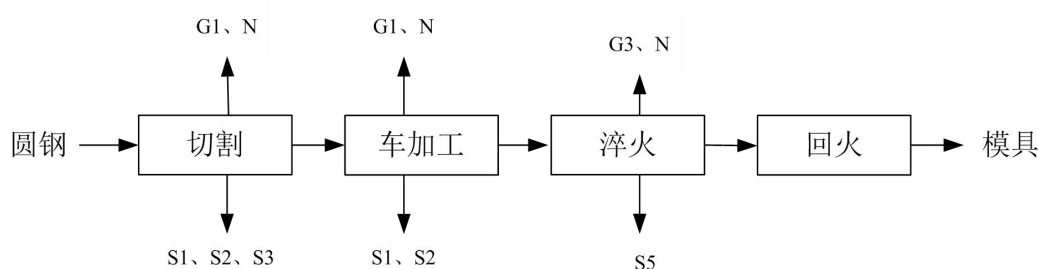 G1、N
G1、N
G3、N
圆钢
切割
车加工
淬火
回火
模具
S1、S2、S3
S1、S2
S5